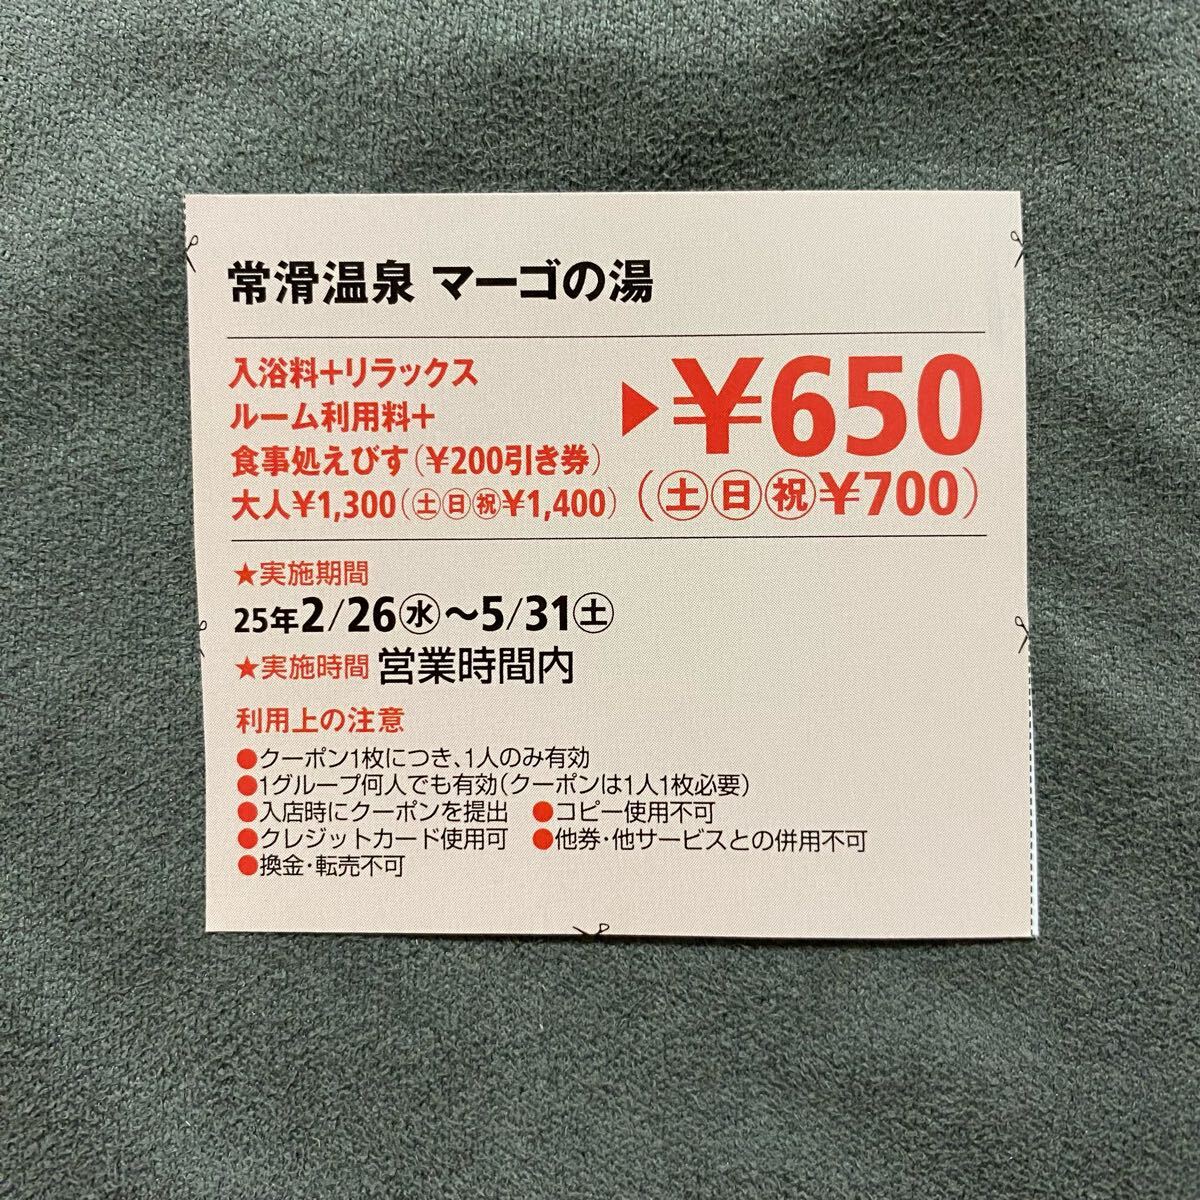 常滑温泉 マーゴの湯
入浴料+リラックス
ルーム利用料+
食事処えびす(¥200引き券)
大人¥1,300(㊏㊐㊗¥1,400)
▶¥650
(㊏㊐㊗¥700)
★実施期間
25年2/26㊌～5/31㊏
★実施時間 営業時間内
利用上の注意
●クーポン1枚につき、1人のみ有効
●1グループ何人でも有効(クーポンは1人1枚必要)
●入店時にクーポンを提出 ●コピー使用不可
●クレジットカード使用可 ●他券・他サービスとの併用不可
●換金・転売不可